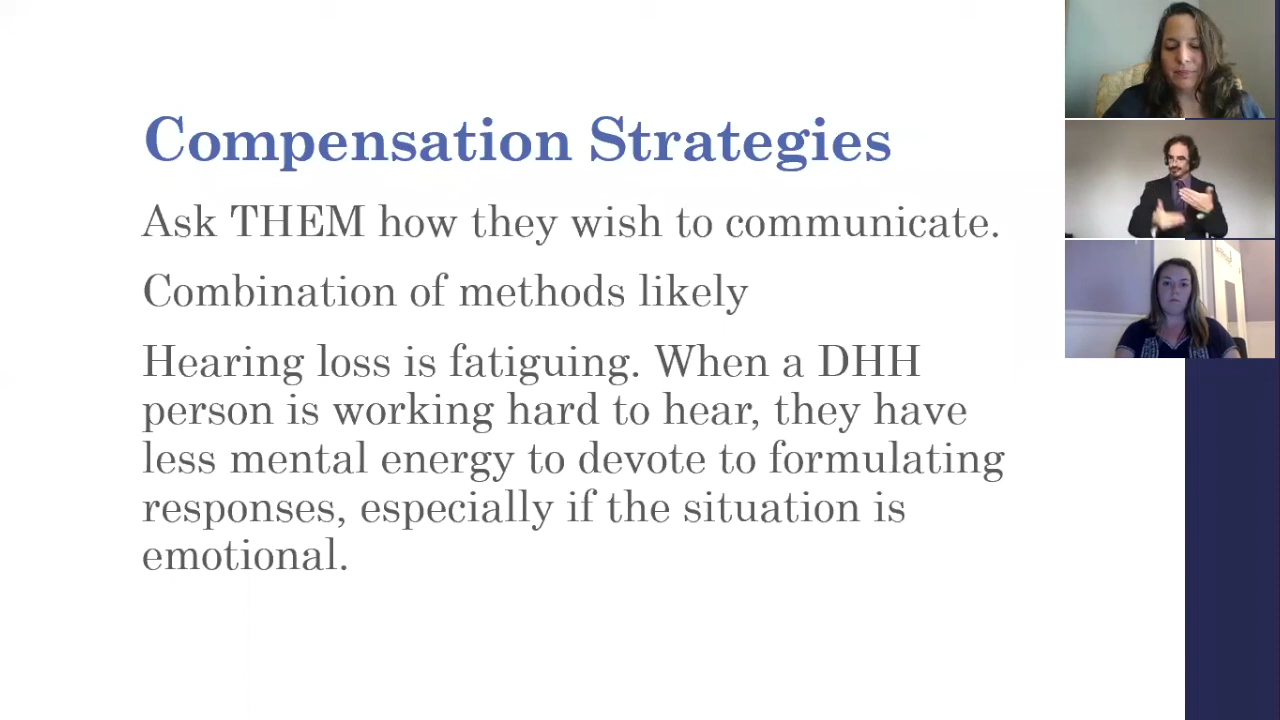 Compensation Strategies
Ask THEM how they wish to communicate.
Combination of methods likely
Hearing loss is fatiguing. When a DHH
person is working hard to hear, they have
less mental energy to devote to formulating
responses, especially if the situation is
emotional.